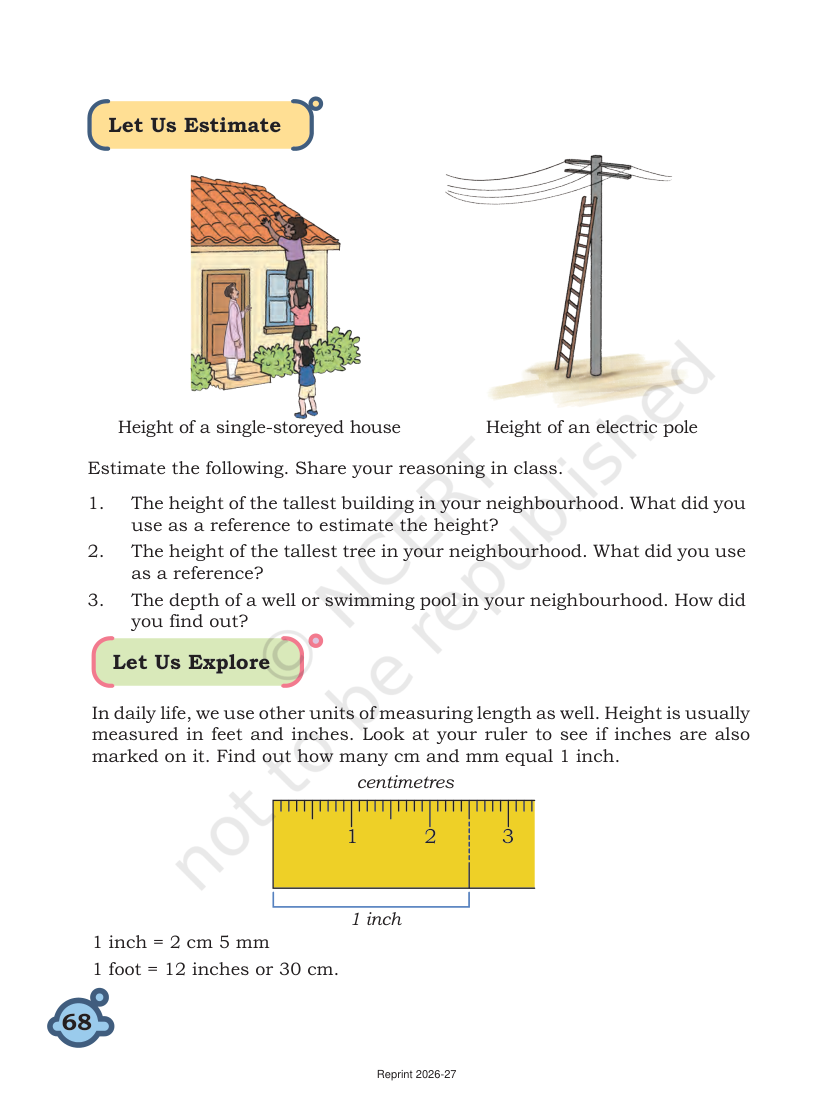 Let Us Estimate
Height of a single-storeyed house
Height of an electric pole
Estimate the following. Share your reasoning in class.
1. The height of the tallest building in your neighbourhood. What did you
use as a reference to estimate the height?
2. The height of the tallest tree in your neighbourhood. What did you use
as a reference?
3. The depth of a well or swimming pool in your neighbourhood. How did
you find out?
Let Us Explore
In daily life, we use other units of measuring length as well. Height is usually
measured in feet and inches. Look at your ruler to see if inches are also
marked on it. Find out how many cm and mm equal 1 inch.
centimetres
1 2 3
1 inch
1 inch = 2 cm 5 mm
1 foot = 12 inches or 30 cm.
68
Reprint 2026-27
© NCERT
not to be republished